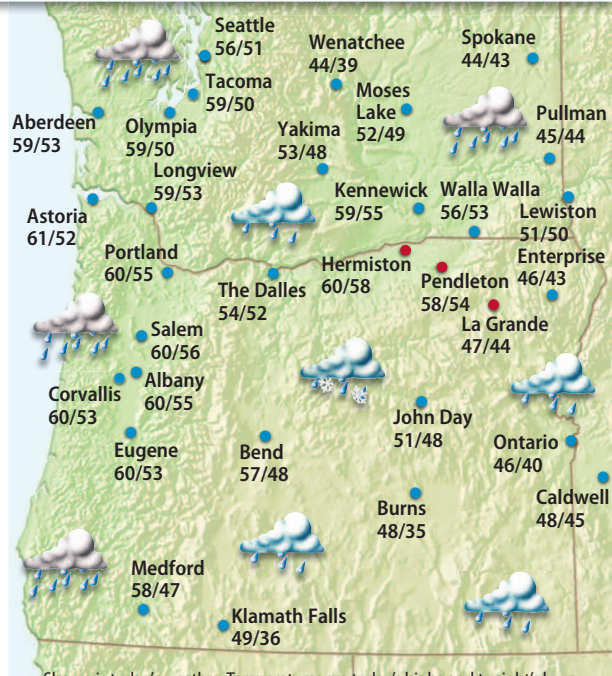 Seattle
56/51
Wenatchee
44/39
Spokane
44/43
Tacoma
59/50
Moses
Lake
52/49
Pullman
45/44
Aberdeen
59/53
Olympia
59/50
Yakima
53/48
Longview
59/53
Kennewick
59/55
Walla Walla
56/53
Lewiston
51/50
Astoria
61/52
Portland
60/55
The Dalles
54/52
Hermiston
60/58
Pendleton
58/54
Enterprise
46/43
La Grande
47/44
Salem
60/56
Albany
60/55
Corvallis
60/53
Eugene
60/53
Bend
57/48
John Day
51/48
Ontario
46/40
Caldwell
48/45
Burns
48/35
Medford
58/47
Klamath Falls
49/36